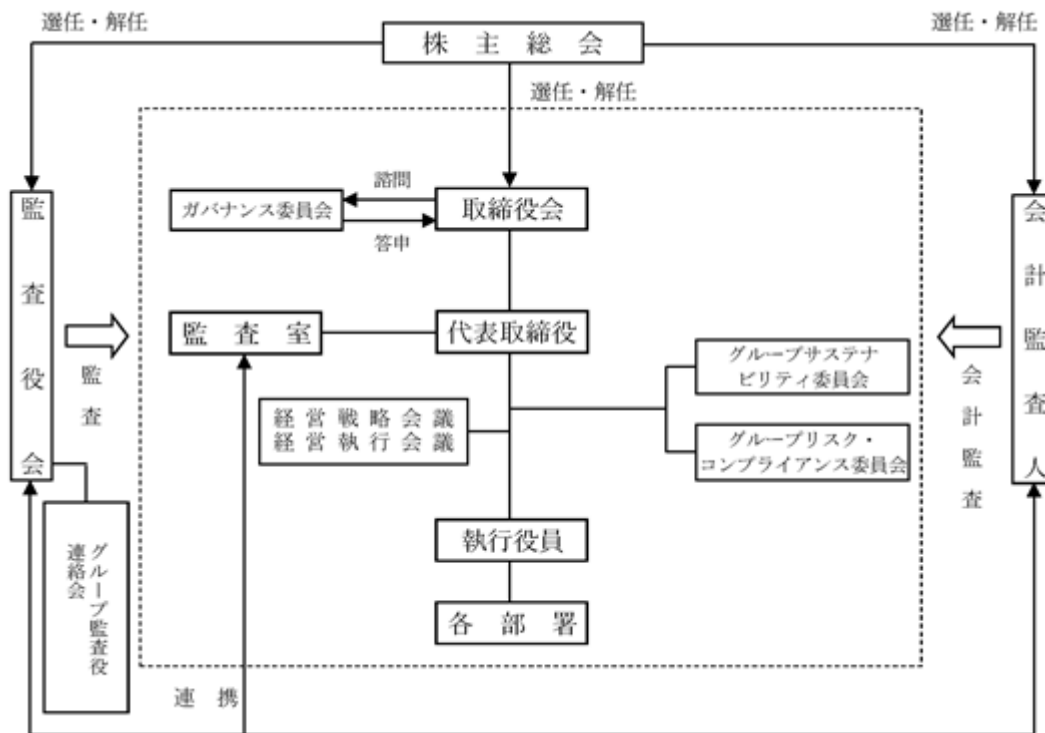 選任・解任
株主総会
選任・解任
選任・解任
監査役会
諮問
ガバナンス委員会
取締役会
答申
会計監査人
監査
監査室
代表取締役
会計監査
グループサステナ
ビリティ委員会
経営戦略会議
経営執行会議
グループリスク・
コンプライアンス委員会
グループ監査役
連絡会
執行役員
各部署
連携